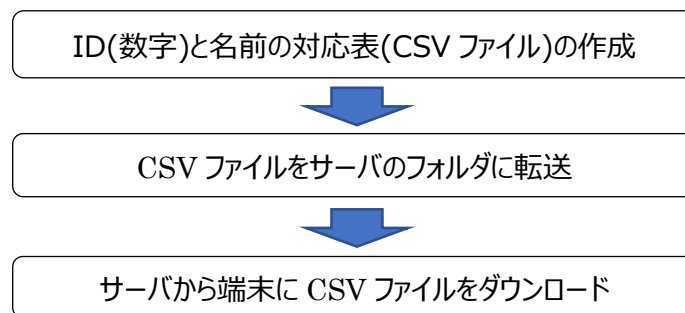 ID(数字)と名前の対応表(CSV ファイル)の作成
CSV ファイルをサーバのフォルダに転送
サーバから端末に CSV ファイルをダウンロード